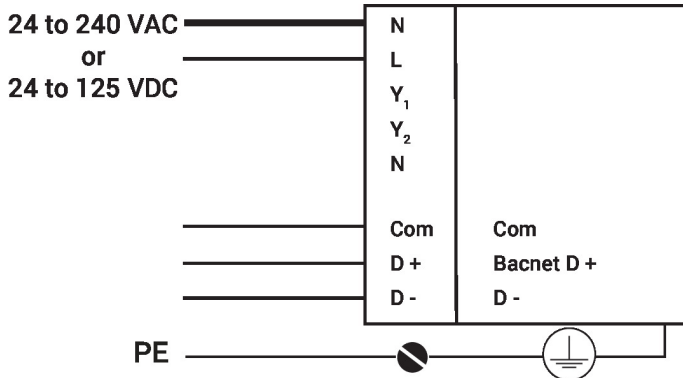 24 to 240 VAC
or
24 to 125 VDC
N
L
Y₁
Y₂
N
Com Com
D + Bacnet D +
D - D -
PE